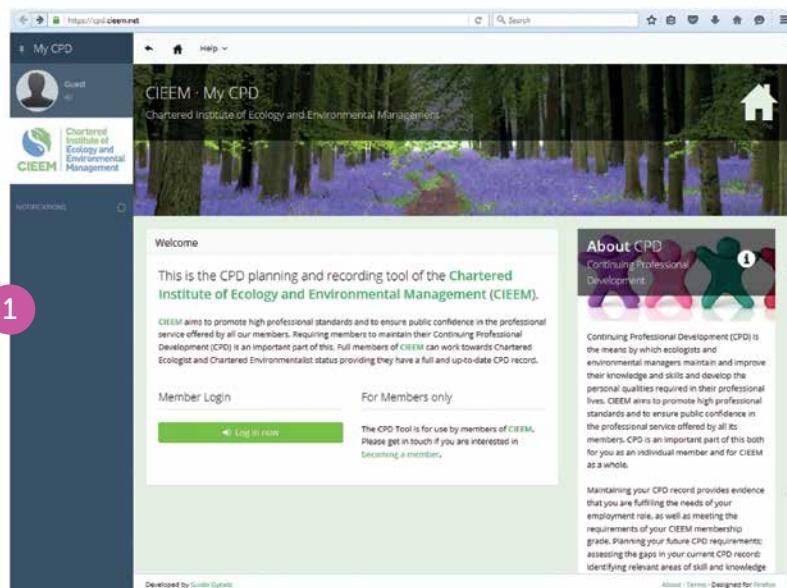 https://cpd.cieem.net
Search
My CPD
Help
Guest
CIEEM · My CPD
Chartered Institute of Ecology and Environmental Management
CIEEM
Chartered
Institute of
Ecology and
Environmental
Management
NOTIFICATIONS
1
Welcome
This is the CPD planning and recording tool of the Chartered
Institute of Ecology and Environmental Management (CIEEM).
CIEEM aims to promote high professional standards and to ensure public confidence in the professional
service offered by all our members. Requiring members to maintain their Continuing Professional
Development (CPD) is an important part of this. Full members of CIEEM can work towards Chartered
Ecologist and Chartered Environmentalist status providing they have a full and up-to-date CPD record.
Member Login
Log in now
For Members only
The CPD Tool is for use by members of CIEEM.
Please get in touch if you are interested in
becoming a member.
About CPD
Continuing Professional
Development
Continuing Professional Development (CPD) is
the means by which ecologists and
environmental managers maintain and improve
their knowledge and skills and develop the
personal qualities required in their professional
lives. CIEEM aims to promote high professional
standards and to ensure public confidence in
the professional service offered by all its
members. CPD is an important part of this both
for you as an individual member and for CIEEM
as a whole.
Maintaining your CPD record provides evidence
that you are fulfilling the needs of your
employment role, as well as meeting the
requirements of your CIEEM membership
grade. Planning your future CPD requirements;
assessing the gaps in your current CPD record;
identifying relevant areas of skill and knowledge
Developed by Guido
About · Terms · Designed for Firefox